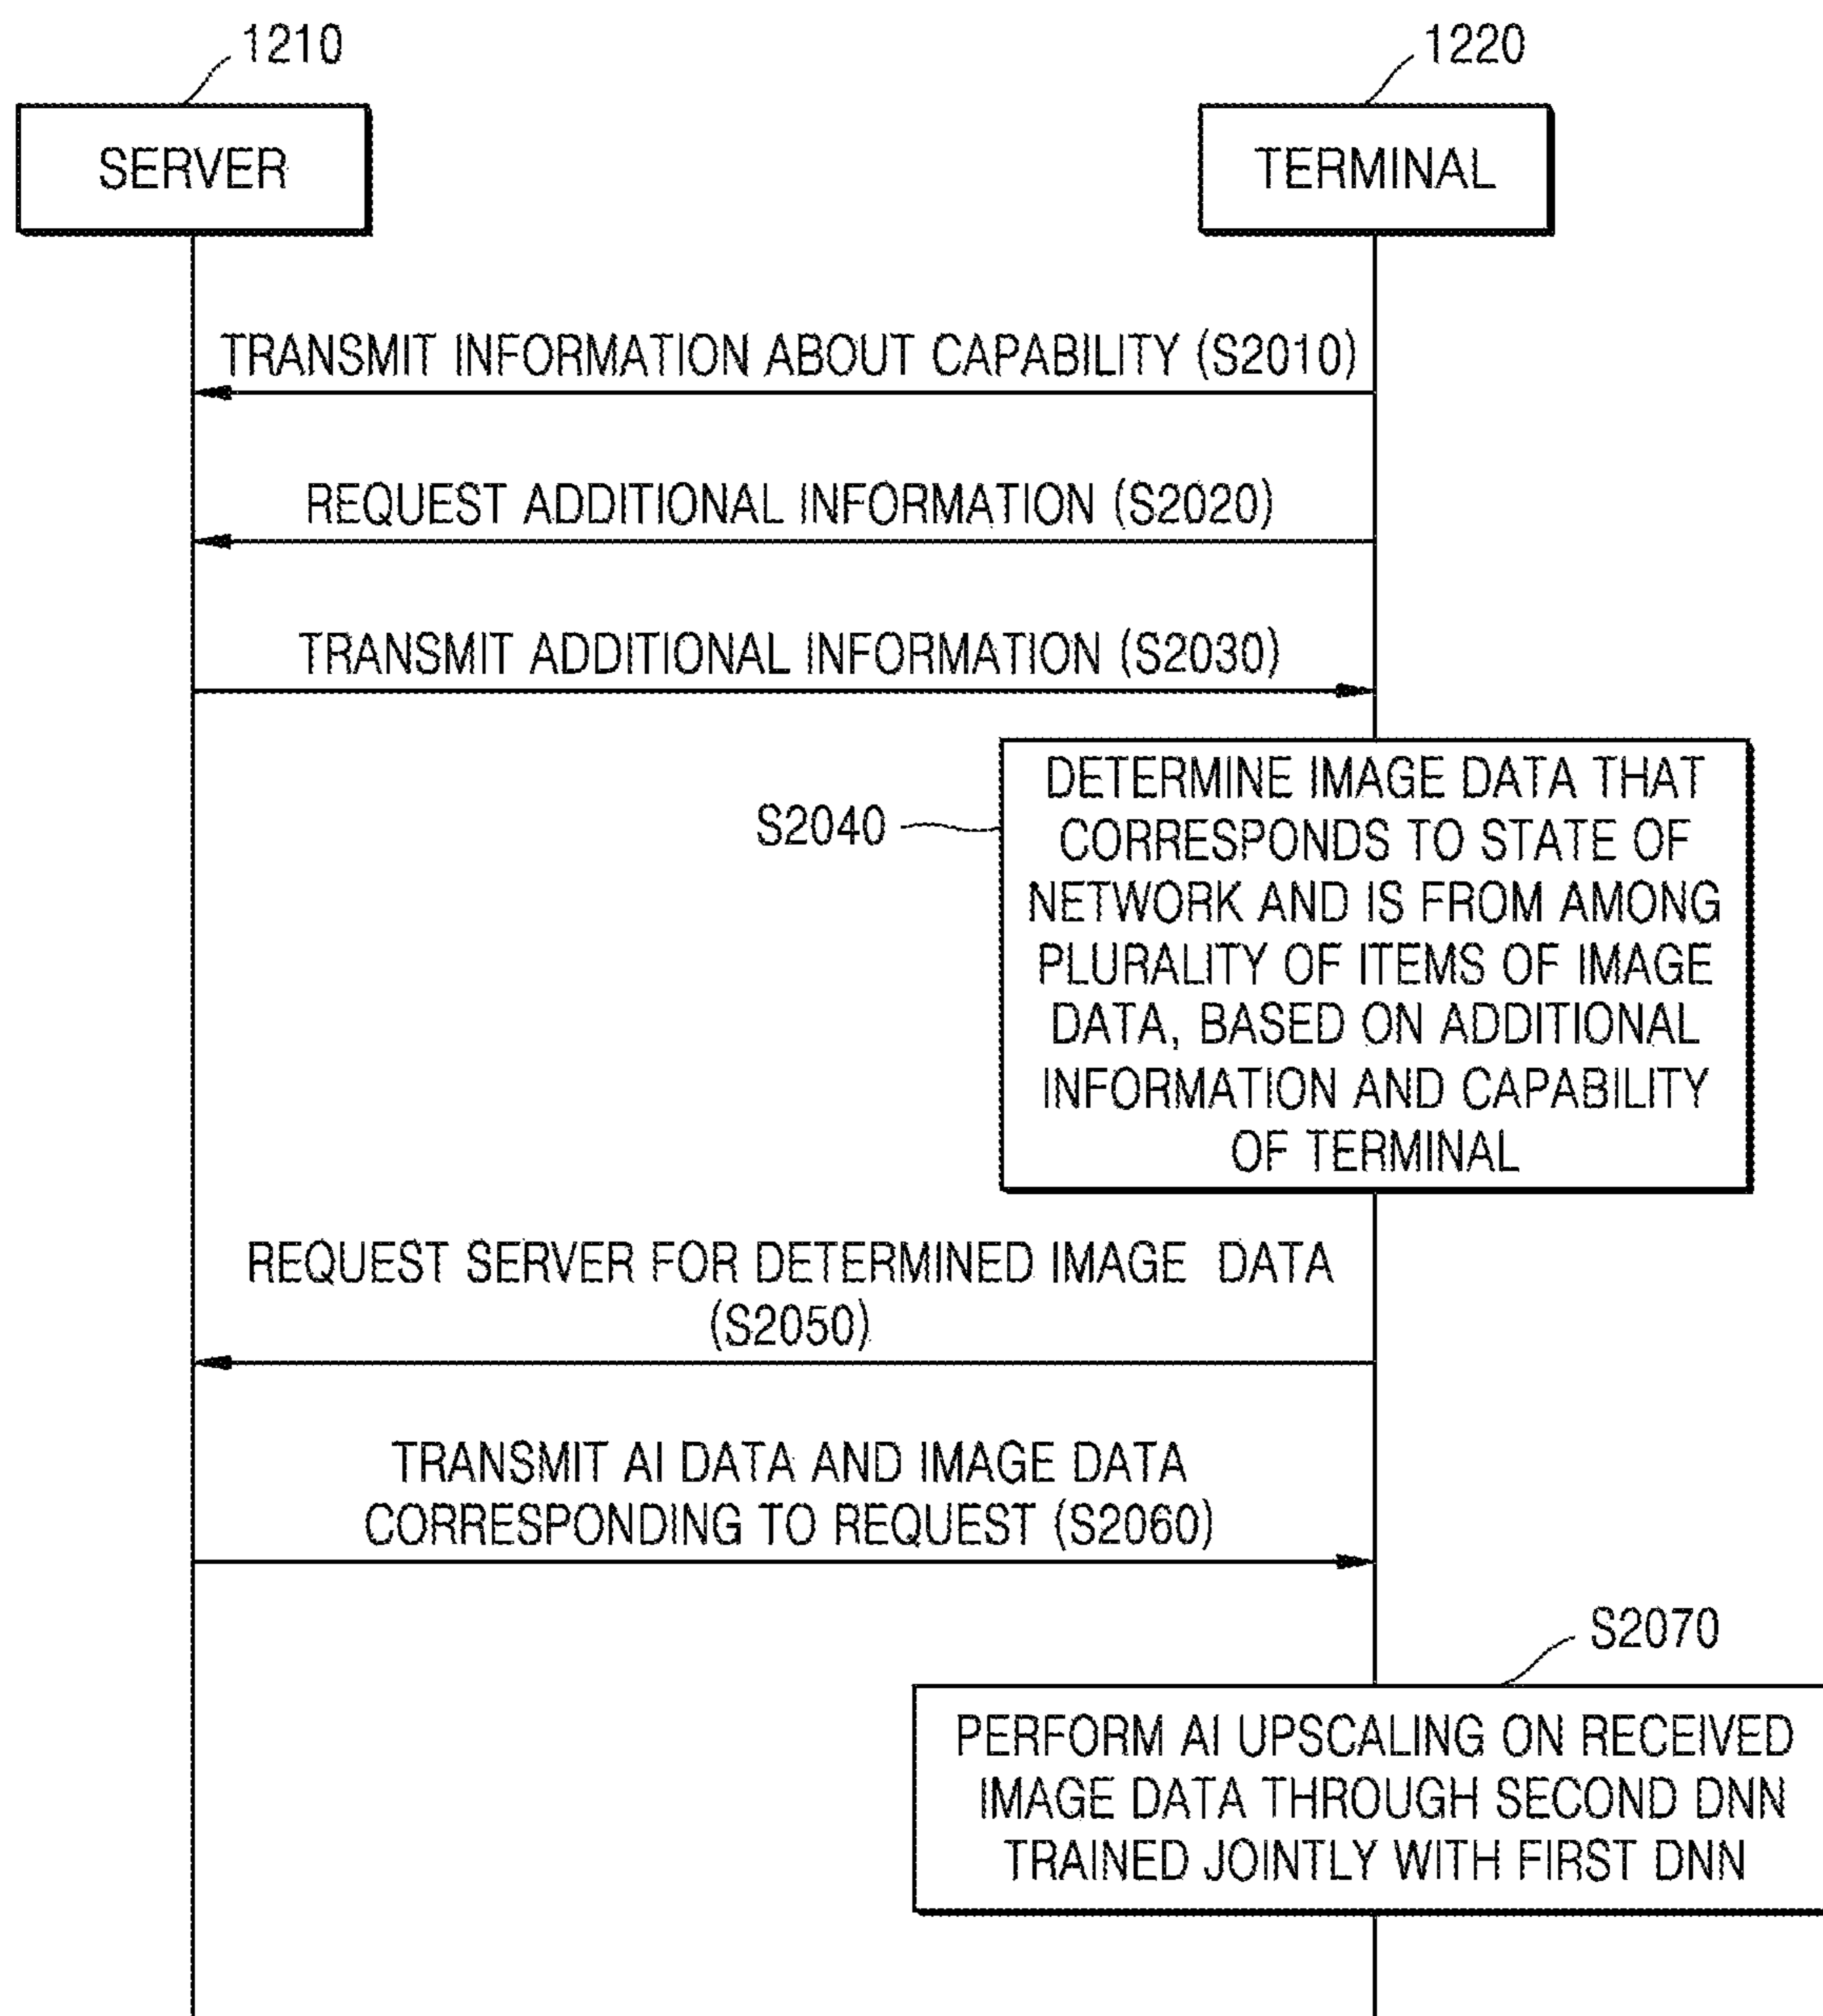 1210
1220
SERVER
TERMINAL
TRANSMIT INFORMATION ABOUT CAPABILITY (S2010)
REQUEST ADDITIONAL INFORMATION (S2020)
TRANSMIT ADDITIONAL INFORMATION (S2030)
S2040
DETERMINE IMAGE DATA THAT
CORRESPONDS TO STATE OF
NETWORK AND IS FROM AMONG
PLURALITY OF ITEMS OF IMAGE
DATA, BASED ON ADDITIONAL
INFORMATION AND CAPABILITY
OF TERMINAL
REQUEST SERVER FOR DETERMINED IMAGE DATA
(S2050)
TRANSMIT AI DATA AND IMAGE DATA
CORRESPONDING TO REQUEST (S2060)
S2070
PERFORM AI UPSCALING ON RECEIVED
IMAGE DATA THROUGH SECOND DNN
TRAINED JOINTLY WITH FIRST DNN